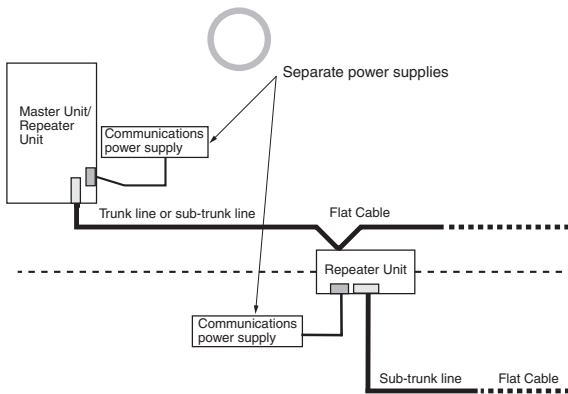 Separate power supplies
Master Unit/
Repeater
Unit
Communications
power supply
Trunk line or sub-trunk line
Flat Cable
Repeater Unit
Communications
power supply
Sub-trunk line
Flat Cable